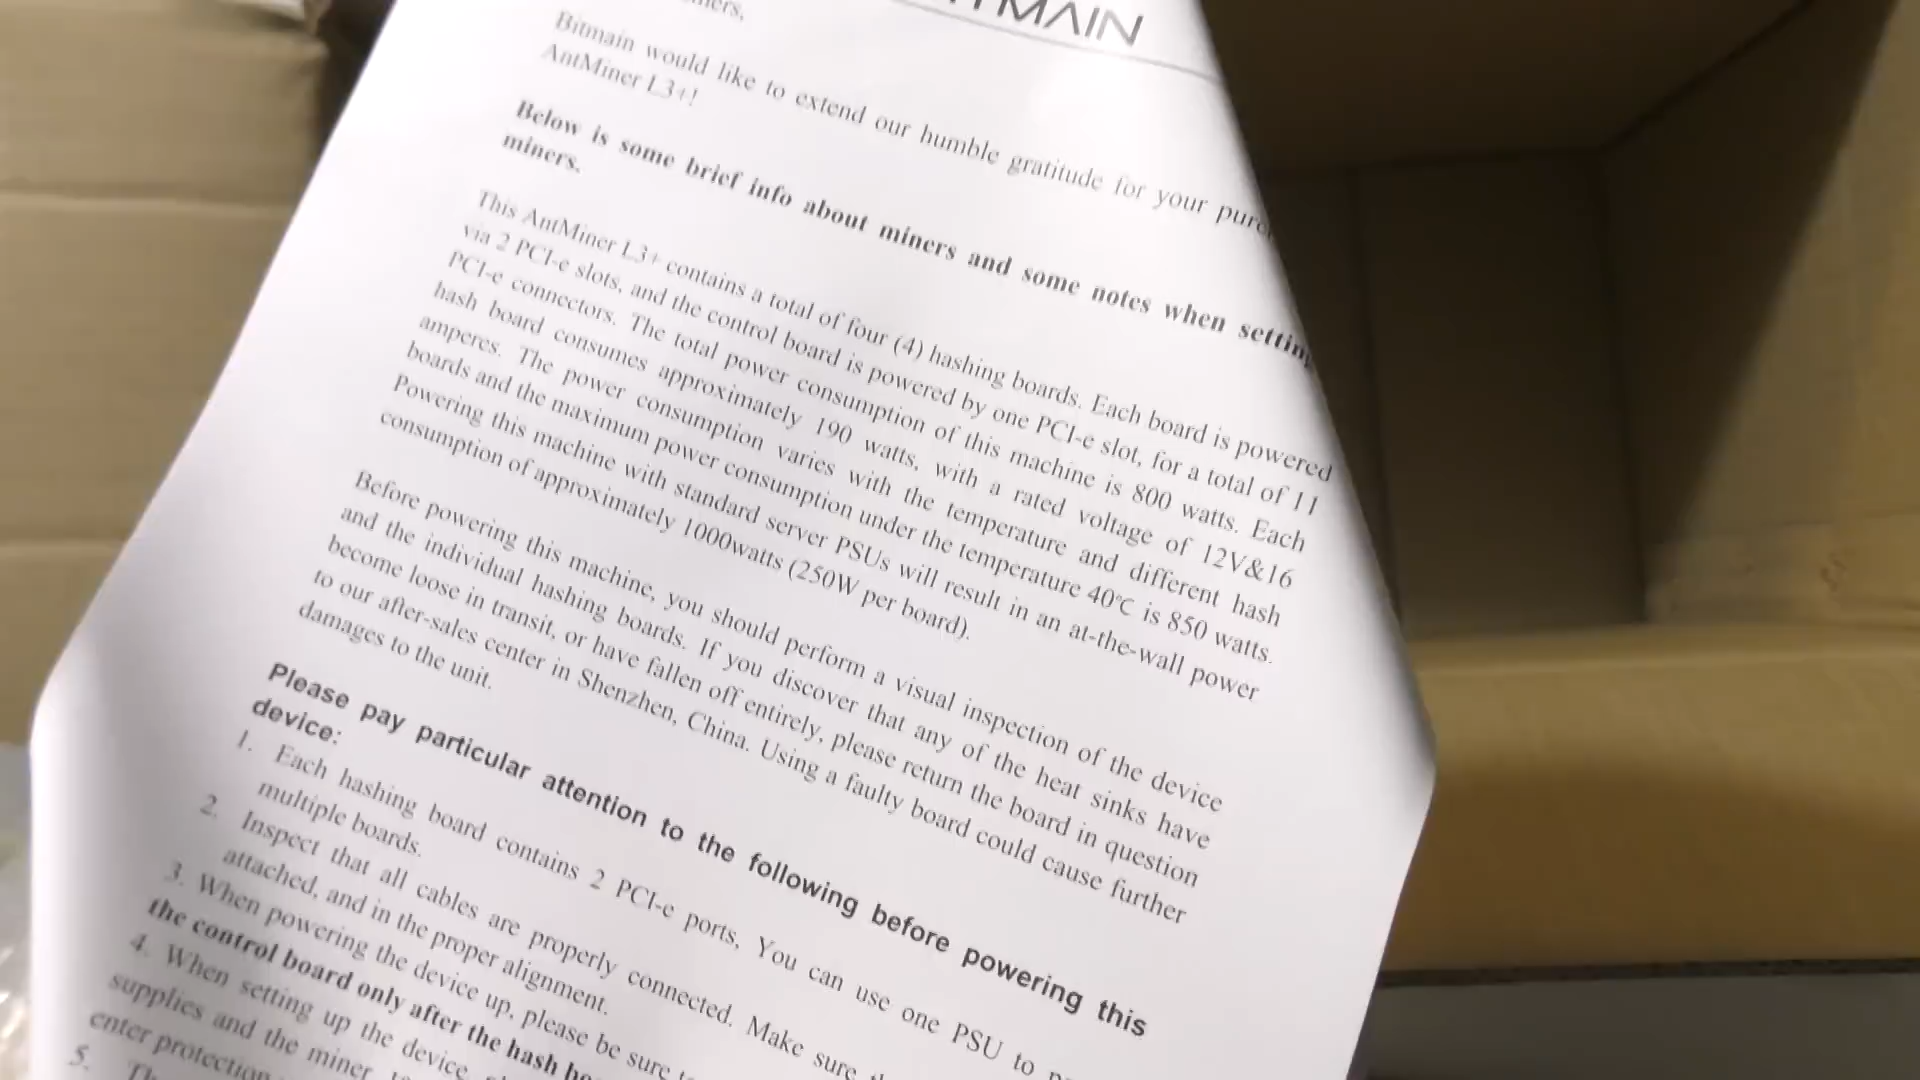 Bitmain would like to extend our humble gratitude for your
AntMiner L3+!
Below is some brief info about miners and some notes when
miners.
This AntMiner L3+ contains a total of four (4) hashing boards. Each board is powered
via 2 PCI-e slots, and the control board is powered by one PCI-e slot, for a total of 11
PCI-e connectors. The total power consumption of this machine is 800 watts. Each
hash board consumes approximately 190 watts, with a rated voltage of 12V&16
amperes. The power consumption varies with the temperature and different hash
boards and the maximum power consumption under the temperature 40℃ is 850 watts.
Powering this machine with standard server PSUs will result in an at-the-wall power
consumption of approximately 1000watts (250W per board).
Before powering this machine, you should perform a visual inspection of the device
and the individual hashing boards. If you discover that any of the heat sinks have
become loose in transit, or have fallen off entirely, please return the board in question
to our after-sales center in Shenzhen, China. Using a faulty board could cause further
damages to the unit.
Please pay particular attention to the following before powering this
device:
1. Each hashing board contains 2 PCI-e ports, You can use one PSU to
multiple boards.
2. Inspect that all cables are properly connected. Make sure
attached, and in the proper alignment.
3. When powering the device up, please be sure
the control board only after the hash
4. When setting up the device,
supplies and the miner
enter protection
5.